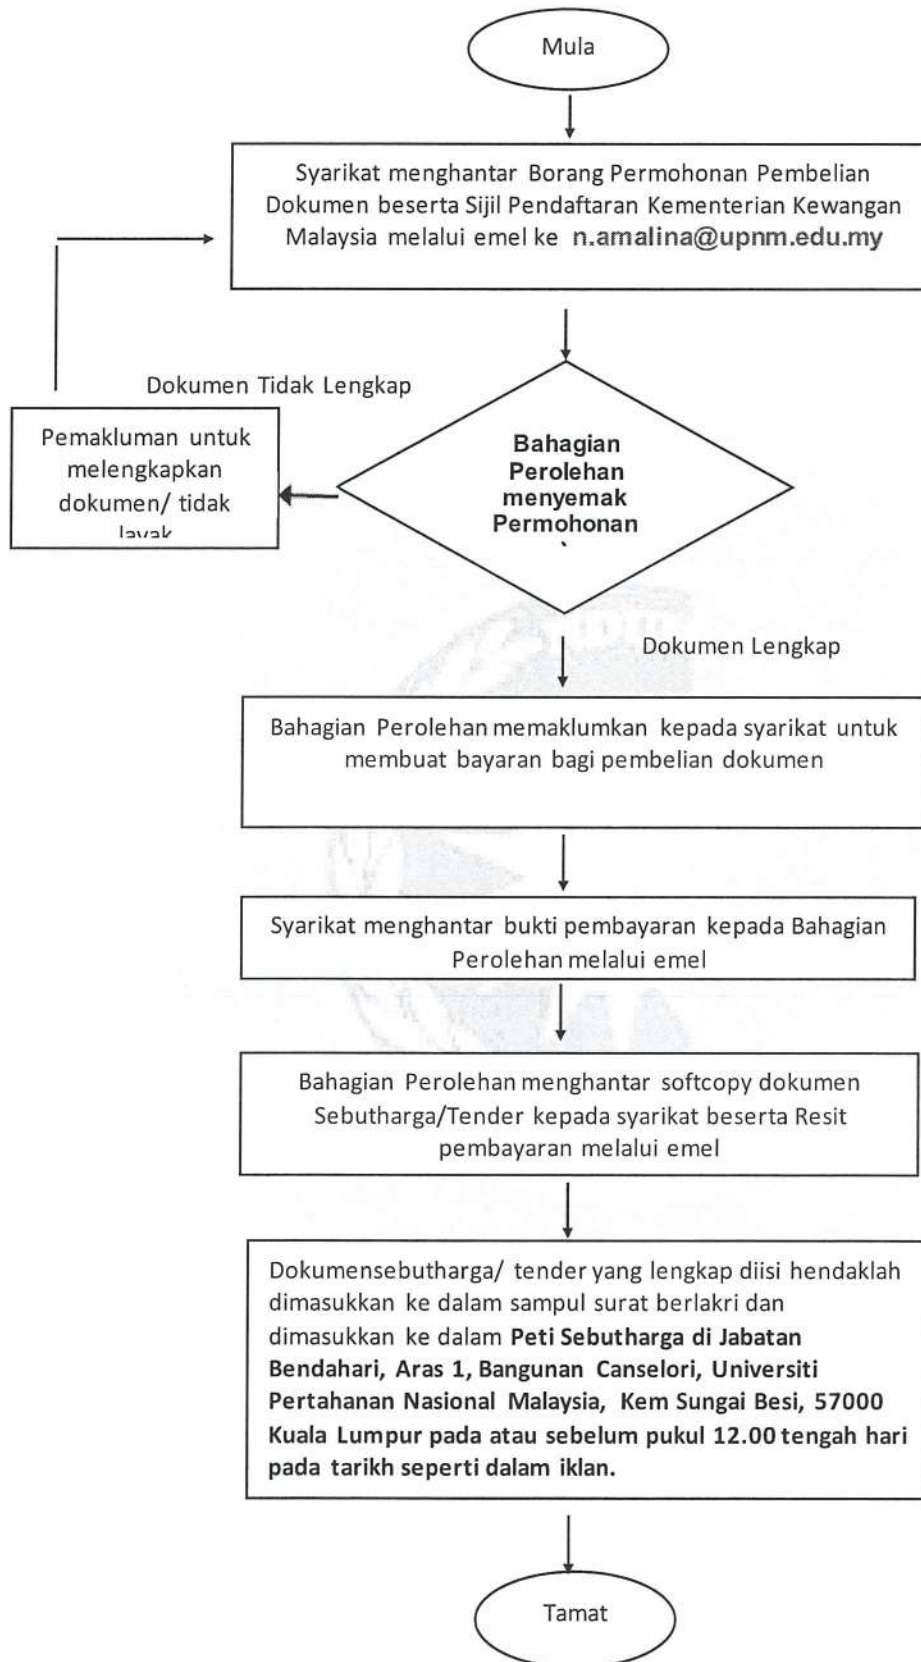 Mula
Syarikat menghantar Borang Permohonan Pembelian
Dokumen beserta Sijil Pendaftaran Kementerian Kewangan
Malaysia melalui emel ke n.amalina@upnm.edu.my
Dokumen Tidak Lengkap
Pemakluman untuk
melengkapkan
dokumen/ tidak
layak
Bahagian
Perolehan
menyemak
Permohonan
Dokumen Lengkap
Bahagian Perolehan memaklumkan kepada syarikat untuk
membuat bayaran bagi pembelian dokumen
Syarikat menghantar bukti pembayaran kepada Bahagian
Perolehan melalui emel
Bahagian Perolehan menghantar softcopy dokumen
Sebutharga/Tender kepada syarikat beserta Resit
pembayaran melalui emel
Dokumensebutharga/ tender yang lengkap diisi hendaklah
dimasukkan ke dalam sampul surat berlakri dan
dimasukkan ke dalam Peti Sebutharga di Jabatan
Bendahari, Aras 1, Bangunan Canselori, Universiti
Pertahanan Nasional Malaysia, Kem Sungai Besi, 57000
Kuala Lumpur pada atau sebelum pukul 12.00 tengah hari
pada tarikh seperti dalam iklan.
Tamat